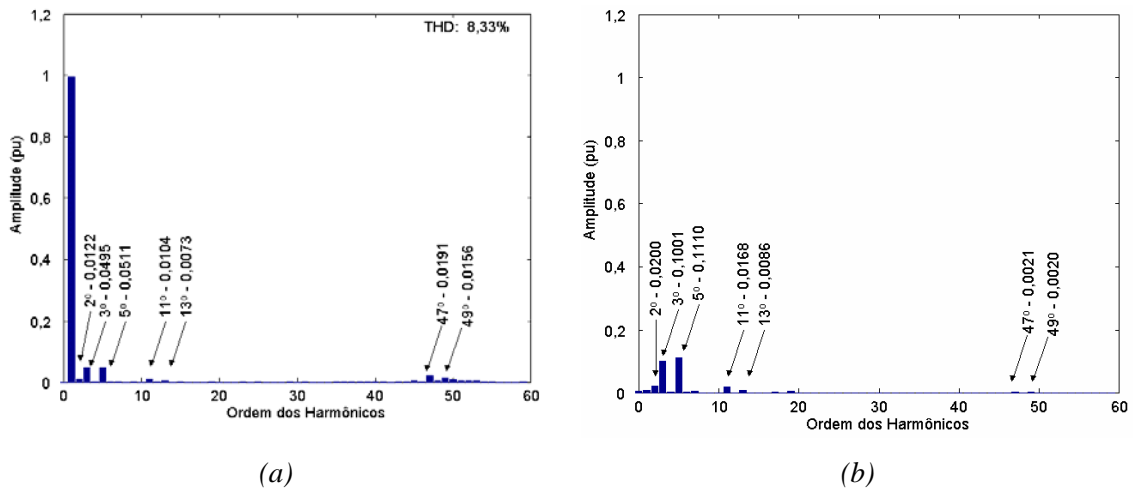 1,2
1
0,8
0,6
0,4
0,2
0
Amplitude (pu)
THD: 8,33%
2º - 0,0122
3º - 0,0495
5º - 0,0511
11º - 0,0104
13º - 0,0073
47º - 0,0191
49º - 0,0156
0 10 20 30 40 50 60
Ordem dos Harmônicos
(a)
1,2
1
0,8
0,6
0,4
0,2
0
Amplitude (pu)
2º - 0,0200
3º - 0,1001
5º - 0,1110
11º - 0,0168
13º - 0,0086
47º - 0,0021
49º - 0,0020
0 10 20 30 40 50 60
Ordem dos Harmônicos
(b)